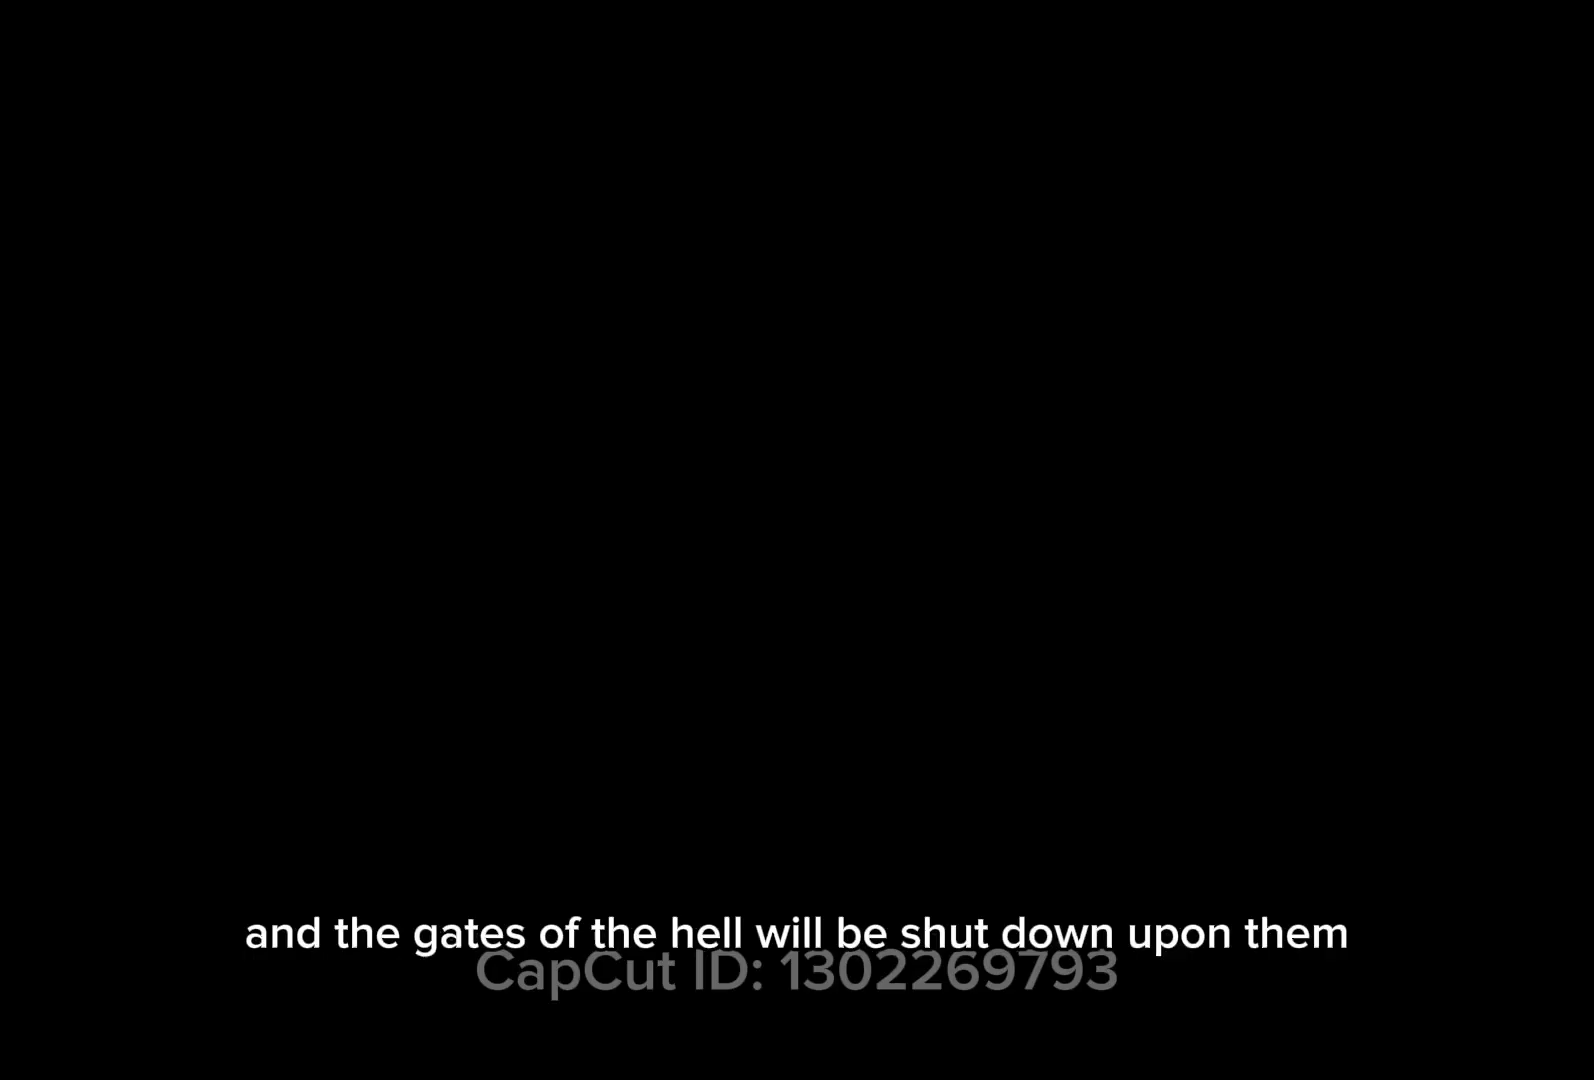 and the gates of the hell will be shut down upon them
CapCut ID: 1302269793